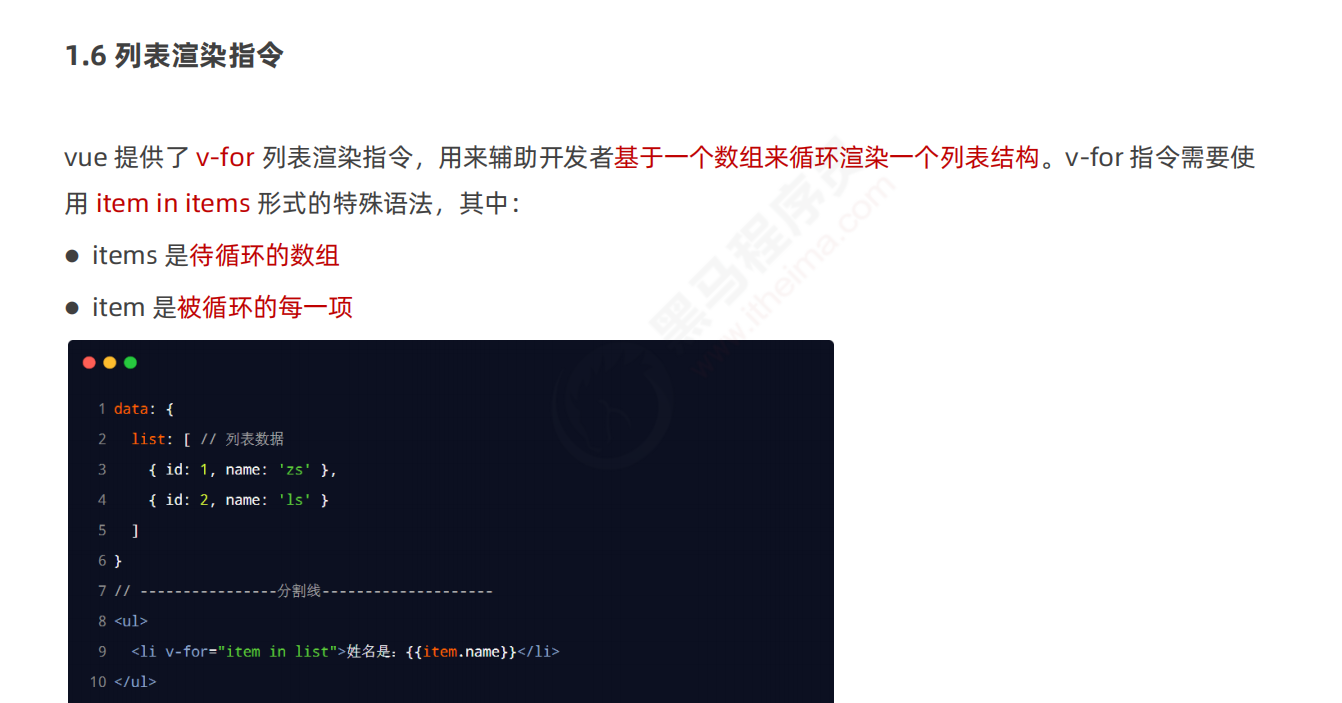 1.6 列表渲染指令
vue 提供了 v-for 列表渲染指令，用来辅助开发者基于一个数组来循环渲染一个列表结构。v-for 指令需要使
用 item in items 形式的特殊语法，其中：
● items 是待循环的数组
● item 是被循环的每一项
黑马程序员
www.itheima.com
1 data: {
2   list: [ // 列表数据
3     { id: 1, name: 'zs' },
4     { id: 2, name: 'ls' }
5   ]
6 }
7 // ----------------分割线--------------------
8 <ul>
9   <li v-for="item in list">姓名是：{{item.name}}</li>
10 </ul>